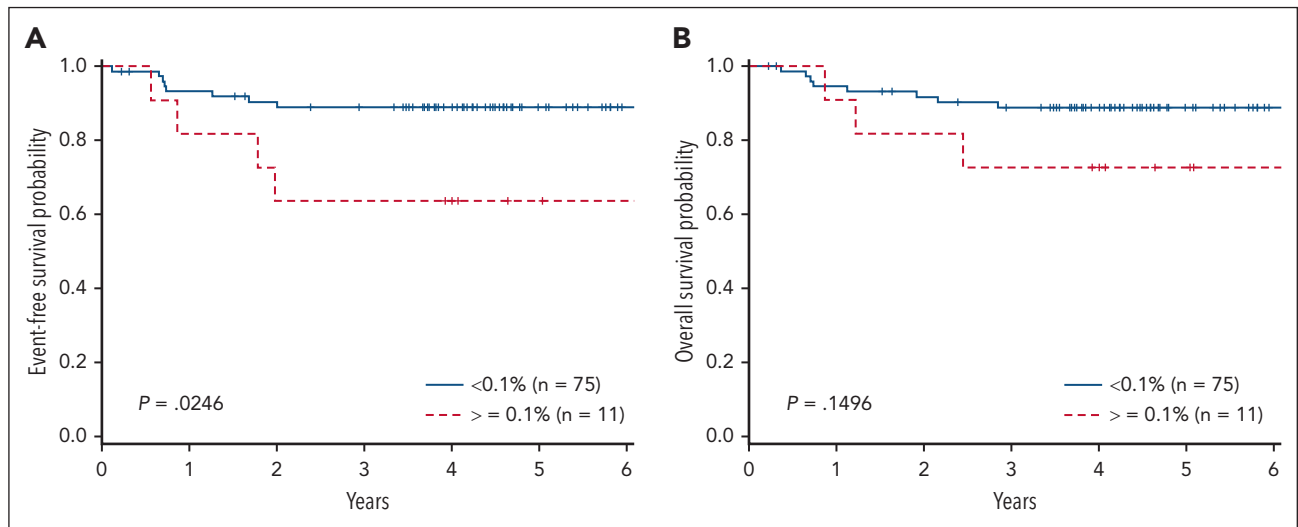 A
Event-free survival probability
1.0
0.8
0.6
0.4
0.2
0.0
P = .0246
<0.1% (n = 75)
> = 0.1% (n = 11)
0 1 2 3 4 5 6
Years
B
Overall survival probability
1.0
0.8
0.6
0.4
0.2
0.0
P = .1496
<0.1% (n = 75)
> = 0.1% (n = 11)
0 1 2 3 4 5 6
Years